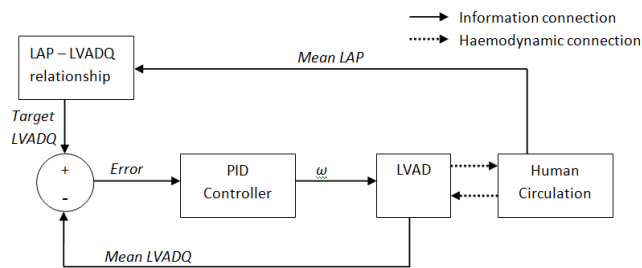 Information connection
Haemodynamic connection
LAP – LVADQ
relationship
Mean LAP
Target
LVADQ
+
-
Error
PID
Controller
ω
LVAD
Human
Circulation
Mean LVADQ